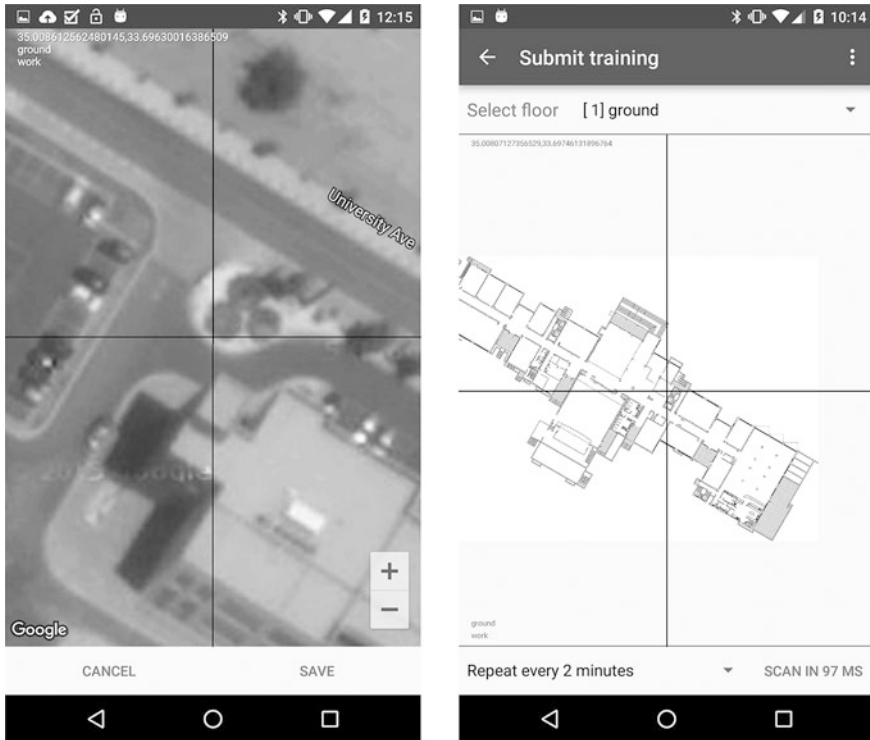 12:15
35.008612562480145,33.69630016386509
ground
work
University Ave
Google
CANCEL SAVE
10:14
Submit training
Select floor [1] ground
35.00807127356529,33.69746131896764
ground
work
Repeat every 2 minutes SCAN IN 97 MS